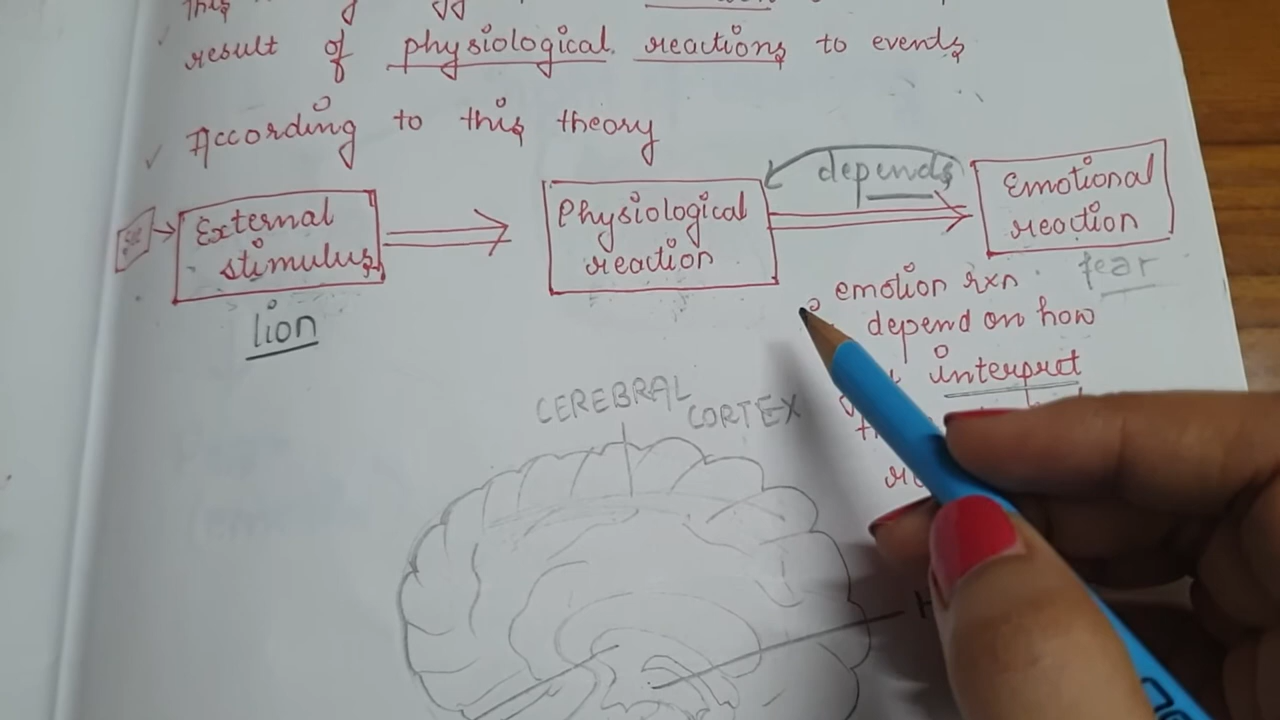 result of physiological reactions to events
According to this theory
depends
External stimulus
Physiological reaction
Emotional reaction
lion
fear
emotion rxn
depend on how
interpret
CEREBRAL CORTEX